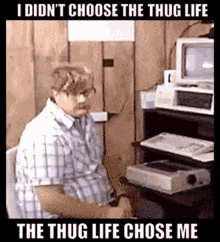 I DIDN'T CHOOSE THE THUG LIFE
THE THUG LIFE CHOSE ME